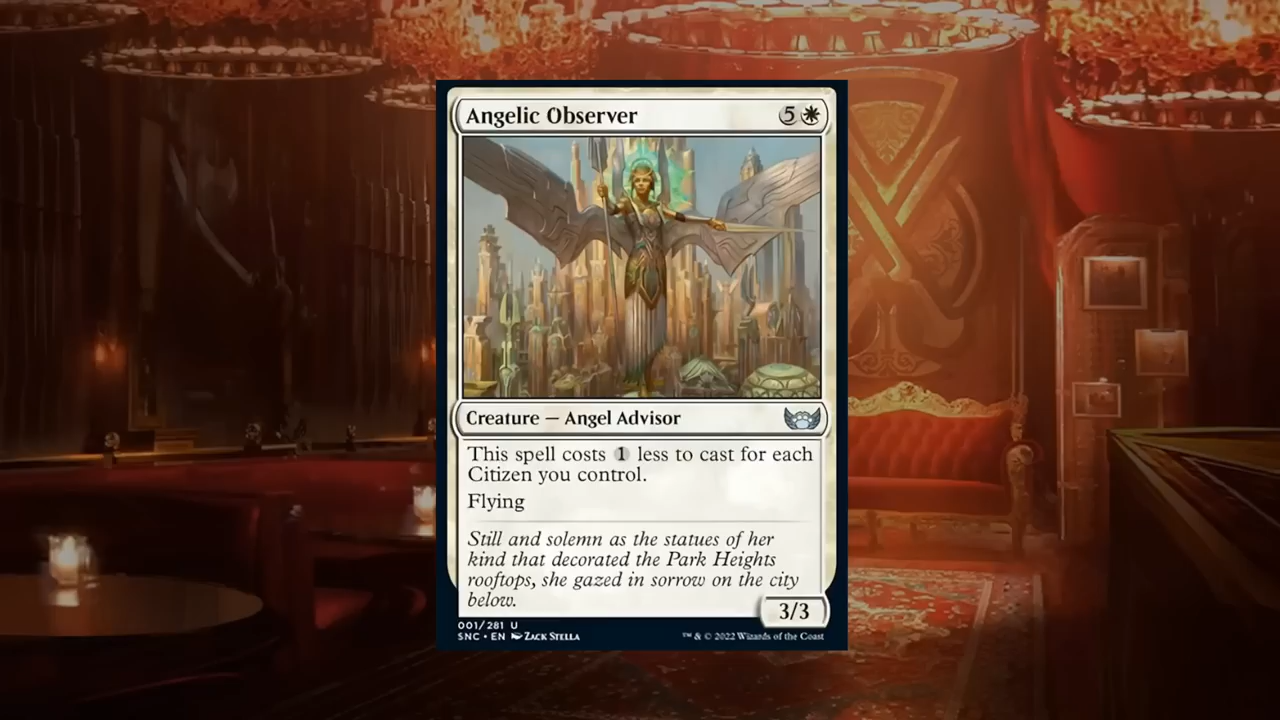 Angelic Observer 5
Creature — Angel Advisor
This spell costs 1 less to cast for each
Citizen you control.
Flying
Still and solemn as the statues of her
kind that decorated the Park Heights
rooftops, she gazed in sorrow on the city
below.
3/3
001/281 U
SNC • EN Zack Stella
™ & © 2022 Wizards of the Coast